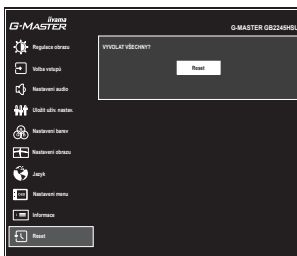 iiyama
G-MASTER
G-MASTER GB2245HSU
Regulace obrazu
VYVOLAT VŠECHNY?
Volba vstupů
Reset
Nastavení audio
Uložit uživ. nastav.
Nastavení barev
Nastavení obrazu
Jazyk
OSD
Nastavení menu
Informace
Reset